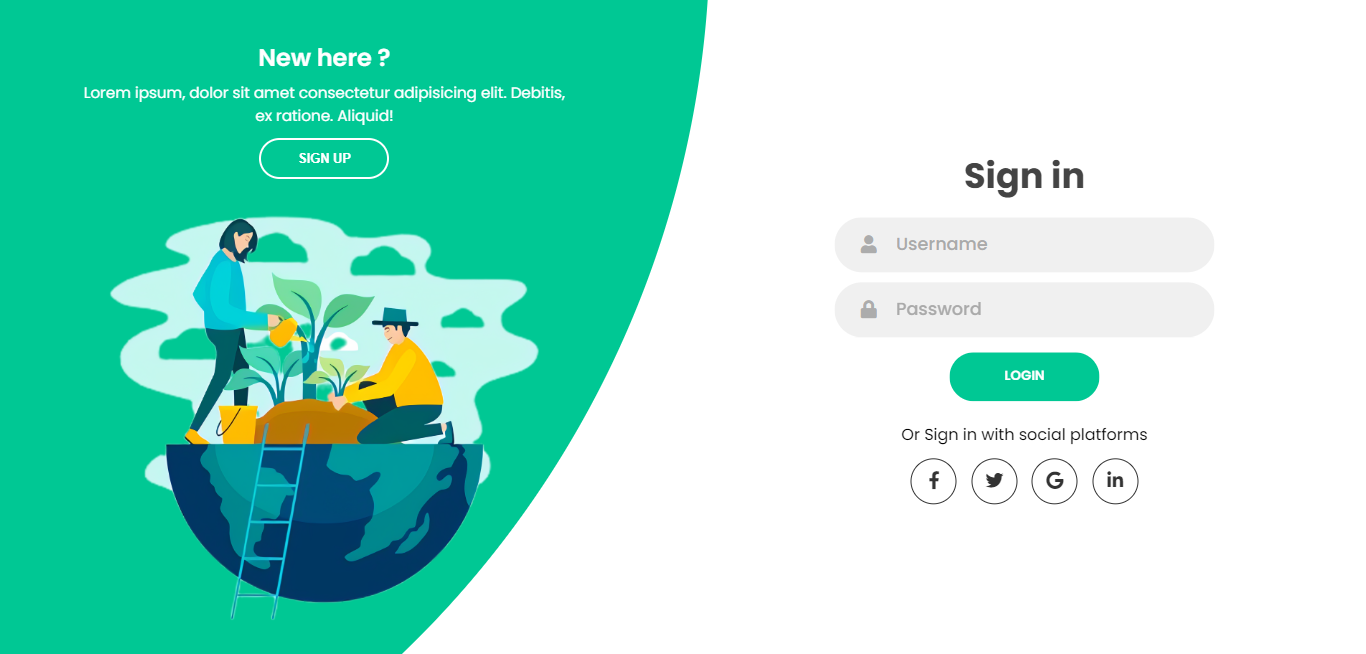 New here ?
Lorem ipsum, dolor sit amet consectetur adipisicing elit. Debitis,
ex ratione. Aliquid!
SIGN UP
Sign in
Username
Password
LOGIN
Or Sign in with social platforms